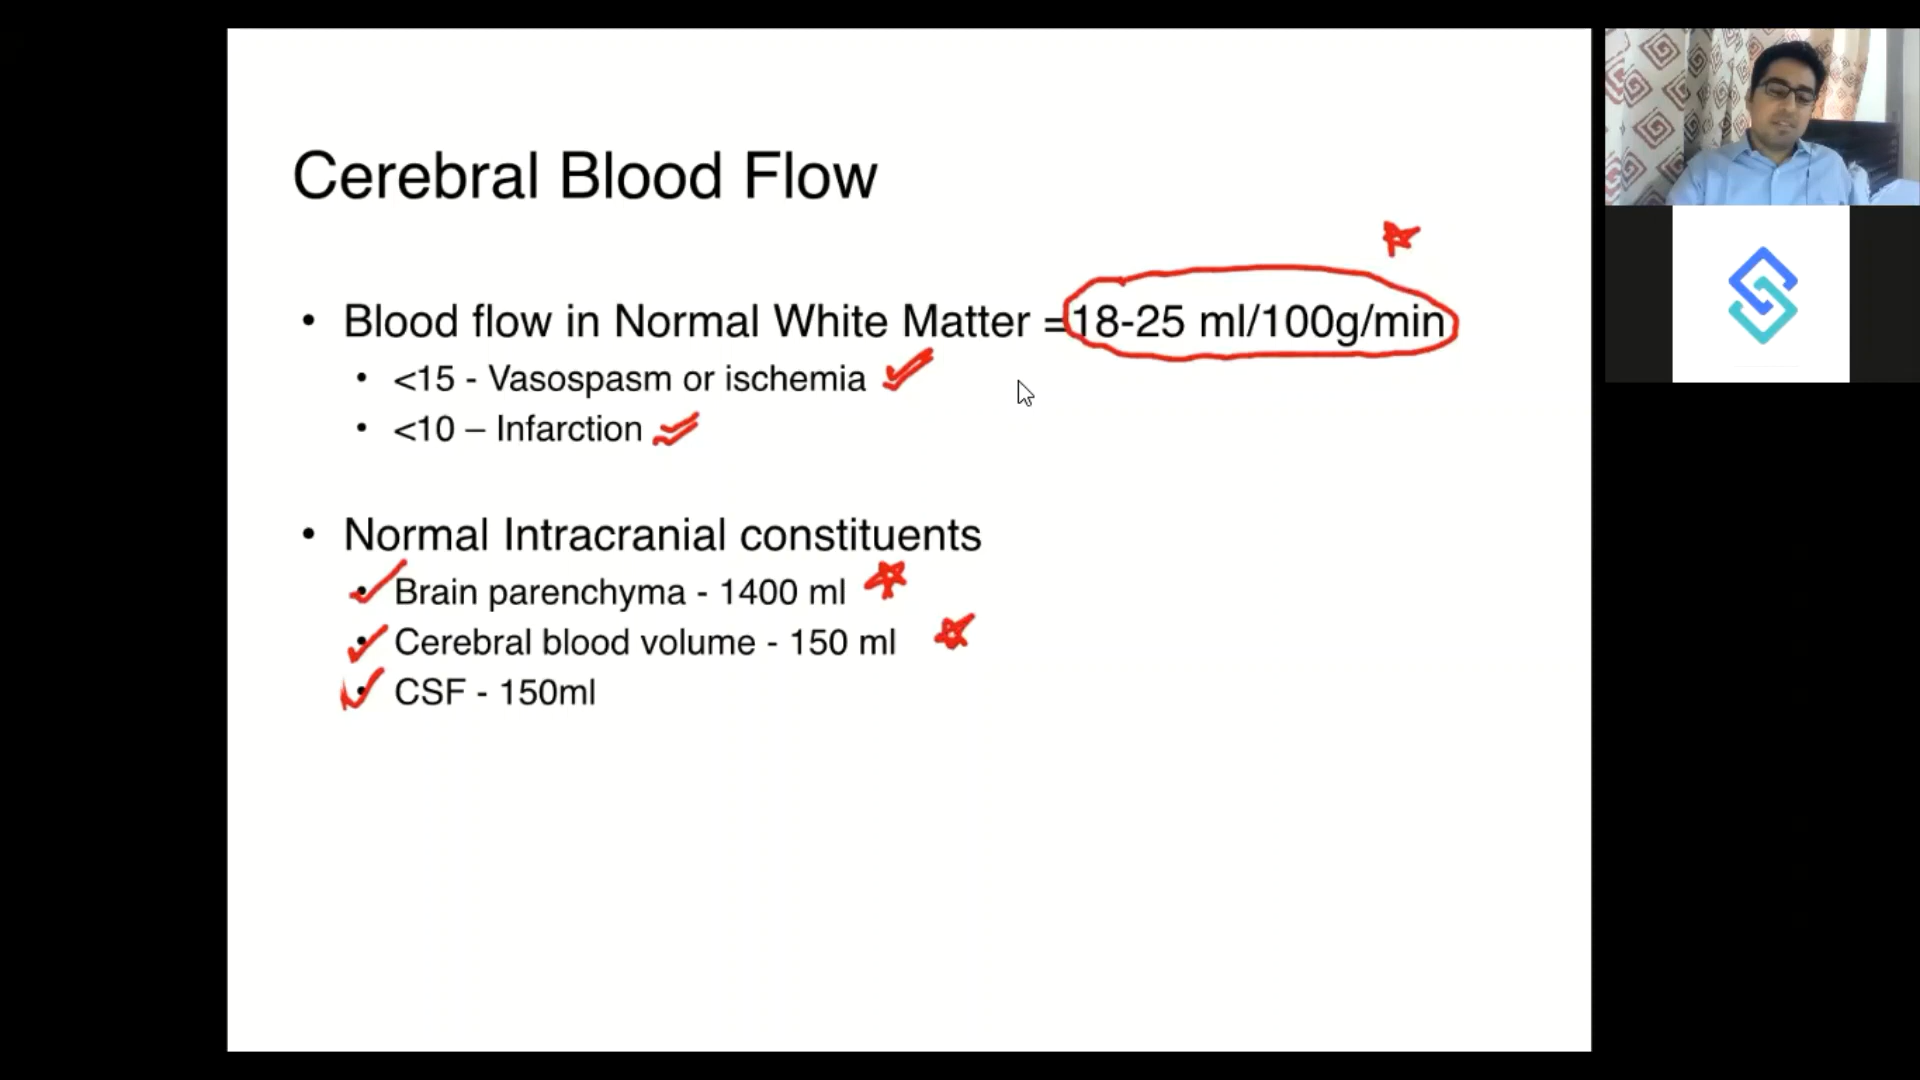 Cerebral Blood Flow
• Blood flow in Normal White Matter = 18-25 ml/100g/min
• <15 - Vasospasm or ischemia
• <10 – Infarction
• Normal Intracranial constituents
• Brain parenchyma - 1400 ml
• Cerebral blood volume - 150 ml
• CSF - 150ml